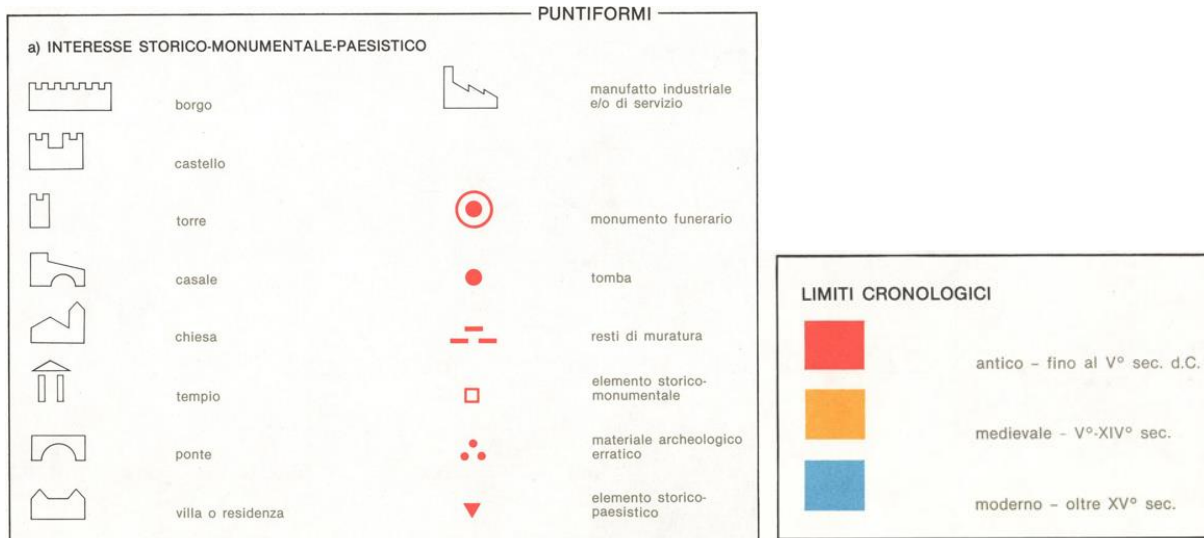 PUNTIFORMI
a) INTERESSE STORICO-MONUMENTALE-PAESISTICO
borgo
castello
torre
casale
chiesa
tempio
ponte
villa o residenza
manufatto industriale
e/o di servizio
monumento funerario
tomba
resti di muratura
elemento storico-
monumentale
materiale archeologico
erratico
elemento storico-
paesistico
LIMITI CRONOLOGICI
antico – fino al V° sec. d.C.
medievale – V°-XIV° sec.
moderno – oltre XV° sec.